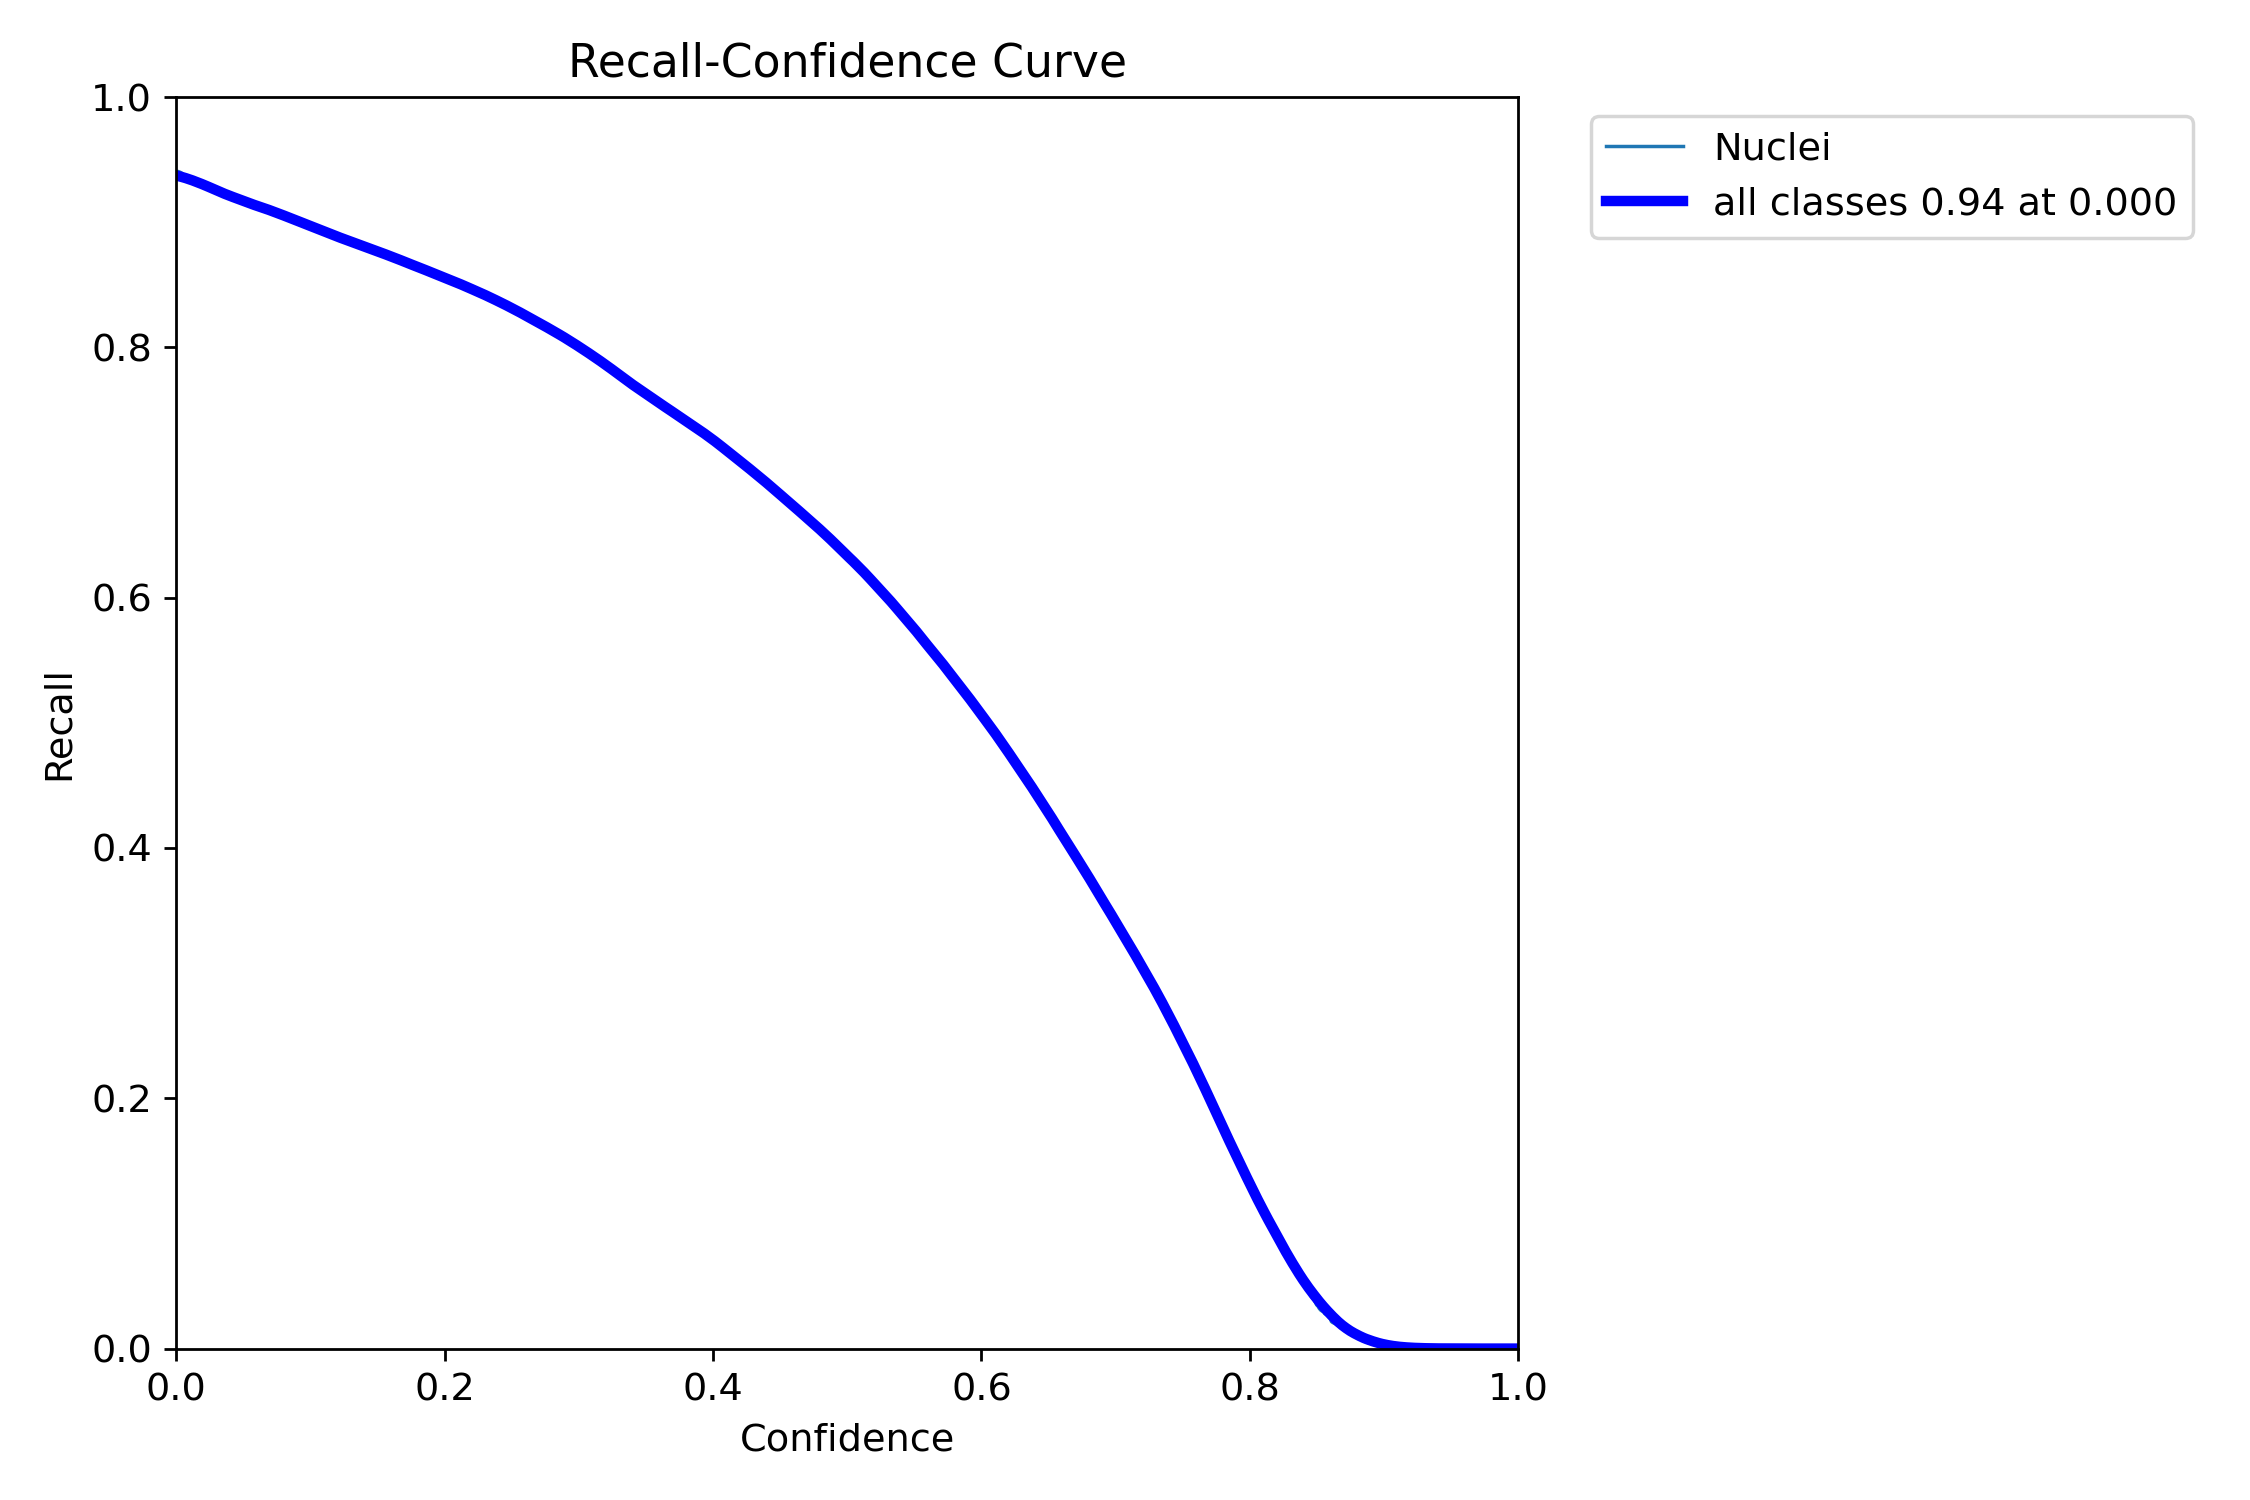 Recall-Confidence Curve
1.0
0.8
0.6
0.4
0.2
0.0
Recall
0.0 0.2 0.4 0.6 0.8 1.0
Confidence
Nuclei
all classes 0.94 at 0.000